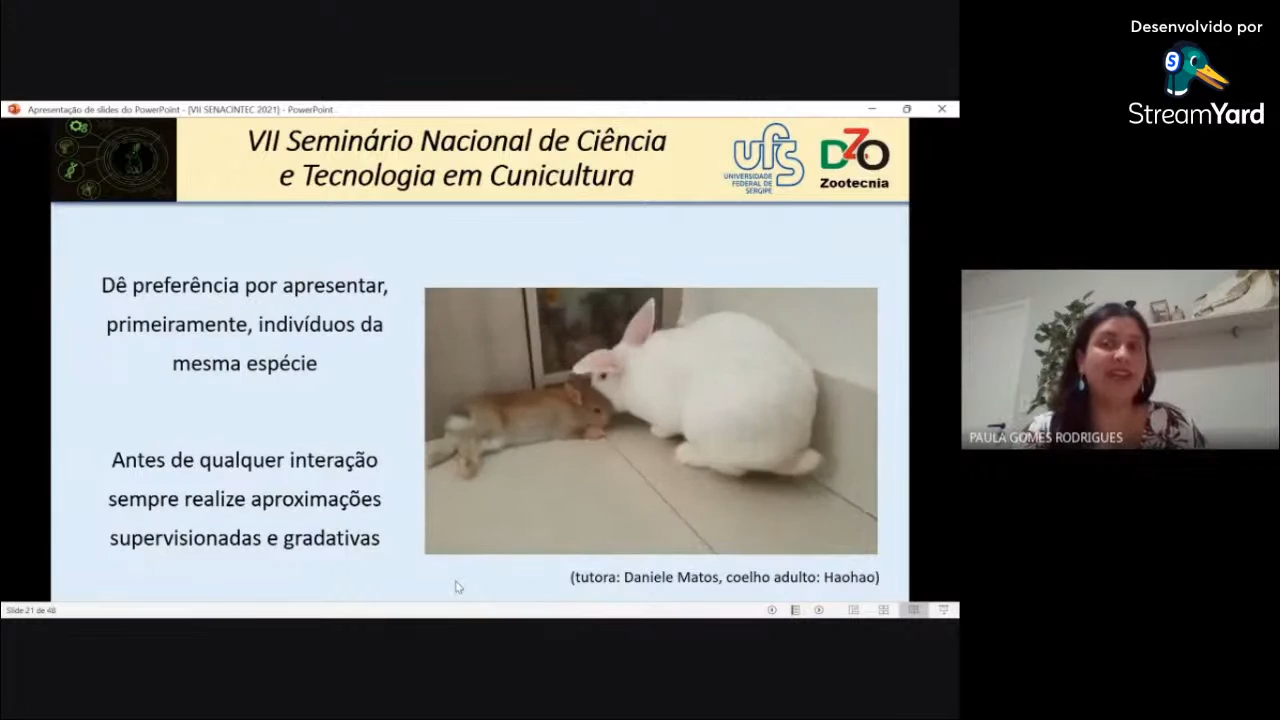 Desenvolvido por
StreamYard
Apresentação de slides do PowerPoint - [VII SENACINTEC 2021] - PowerPoint
VII Seminário Nacional de Ciência
e Tecnologia em Cunicultura
ufs
UNIVERSIDADE
FEDERAL DE
SERGIPE
DZO
Zootecnia
Dê preferência por apresentar,
primeiramente, indivíduos da
mesma espécie
Antes de qualquer interação
sempre realize aproximações
supervisionadas e gradativas
(tutora: Daniele Matos, coelho adulto: Haohao)
PAULA GOMES RODRIGUES
Slide 21 de 48